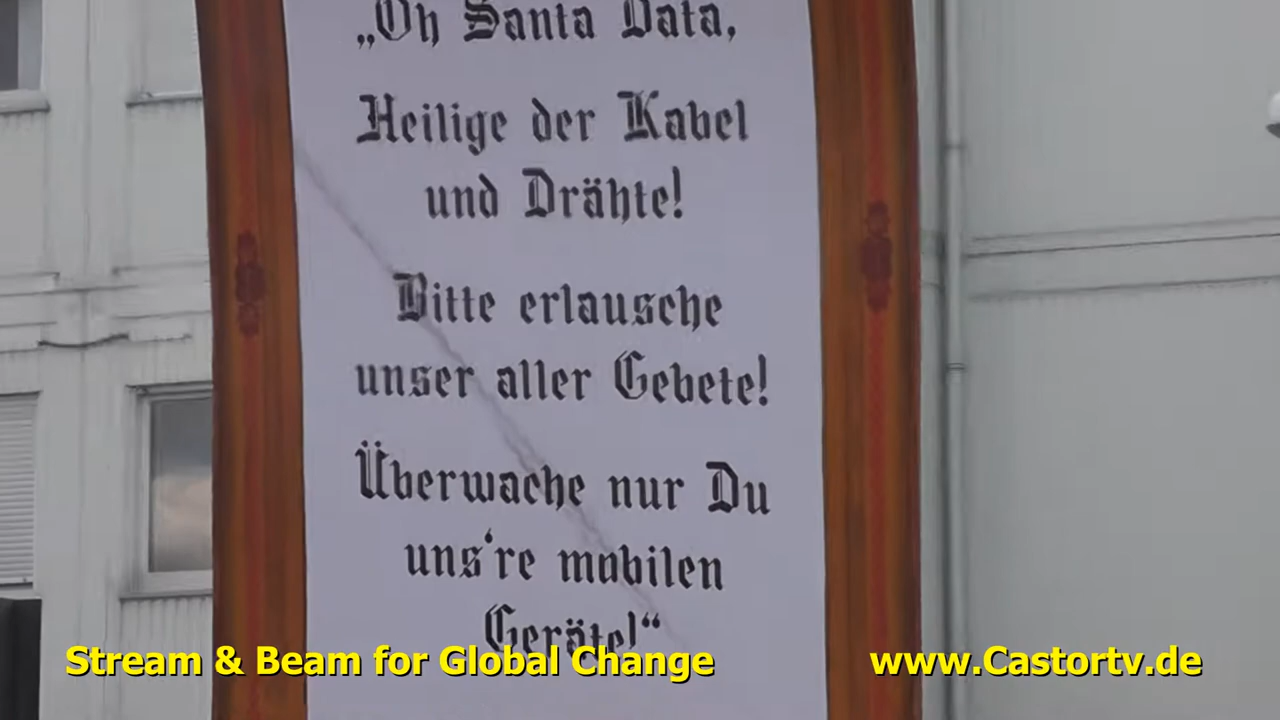 „Oh Santa Data,
Heilige der Kabel
und Drähte!
Bitte erlausche
unser aller Gebete!
Überwache nur Du
uns're mobilen
Geräte!“
Stream & Beam for Global Change
www.Castortv.de